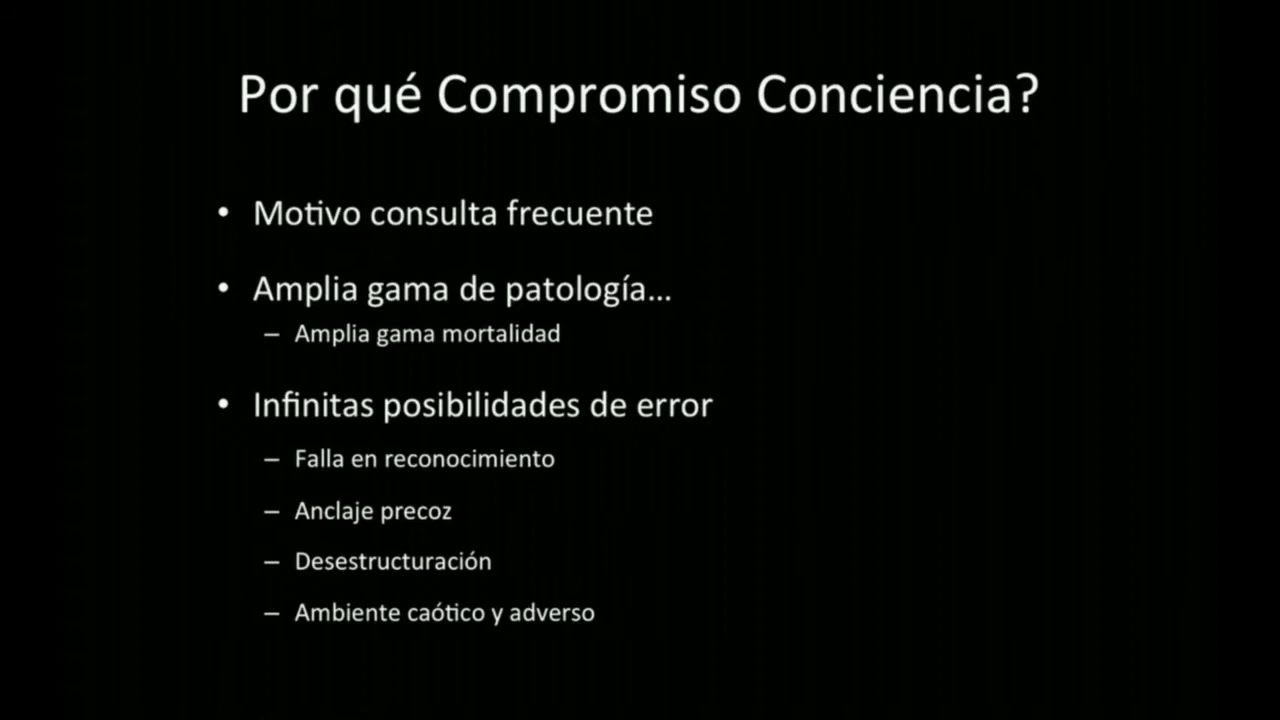 Por qué Compromiso Conciencia?
• Motivo consulta frecuente
• Amplia gama de patología...
– Amplia gama mortalidad
• Infinitas posibilidades de error
– Falla en reconocimiento
– Anclaje precoz
– Desestructuración
– Ambiente caótico y adverso